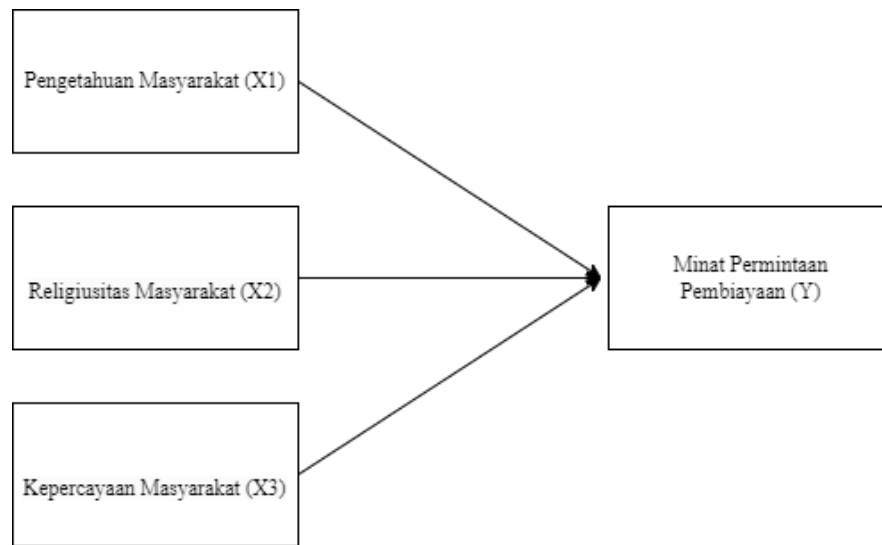 Pengetahuan Masyarakat (X1)
Religiusitas Masyarakat (X2)
Minat Permintaan
Pembiayaan (Y)
Kepercayaan Masyarakat (X3)